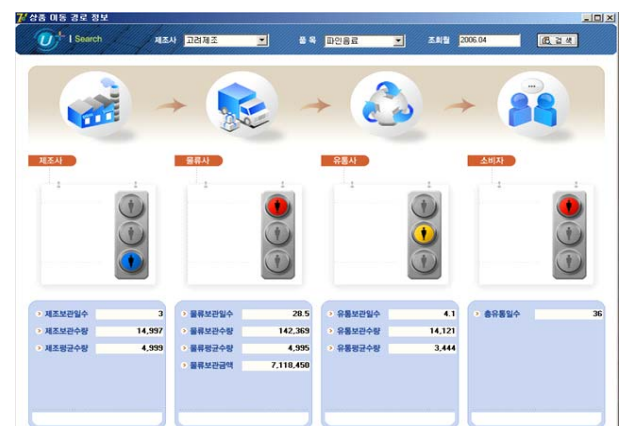 상품 이동 경로 정보
U+ | Search 제조사 고려제조 품 목 파인음료 조회월 2006.04 검 색
제조사 물류사 유통사 소비자
제조보관일수 3 물류보관일수 28.5 유통보관일수 4.1 총유통일수 36
제조보관수량 14,997 물류보관수량 142,369 유통보관수량 14,121
제조평균수량 4,999 물류평균수량 4,995 유통평균수량 3,444
물류보관금액 7,118,450